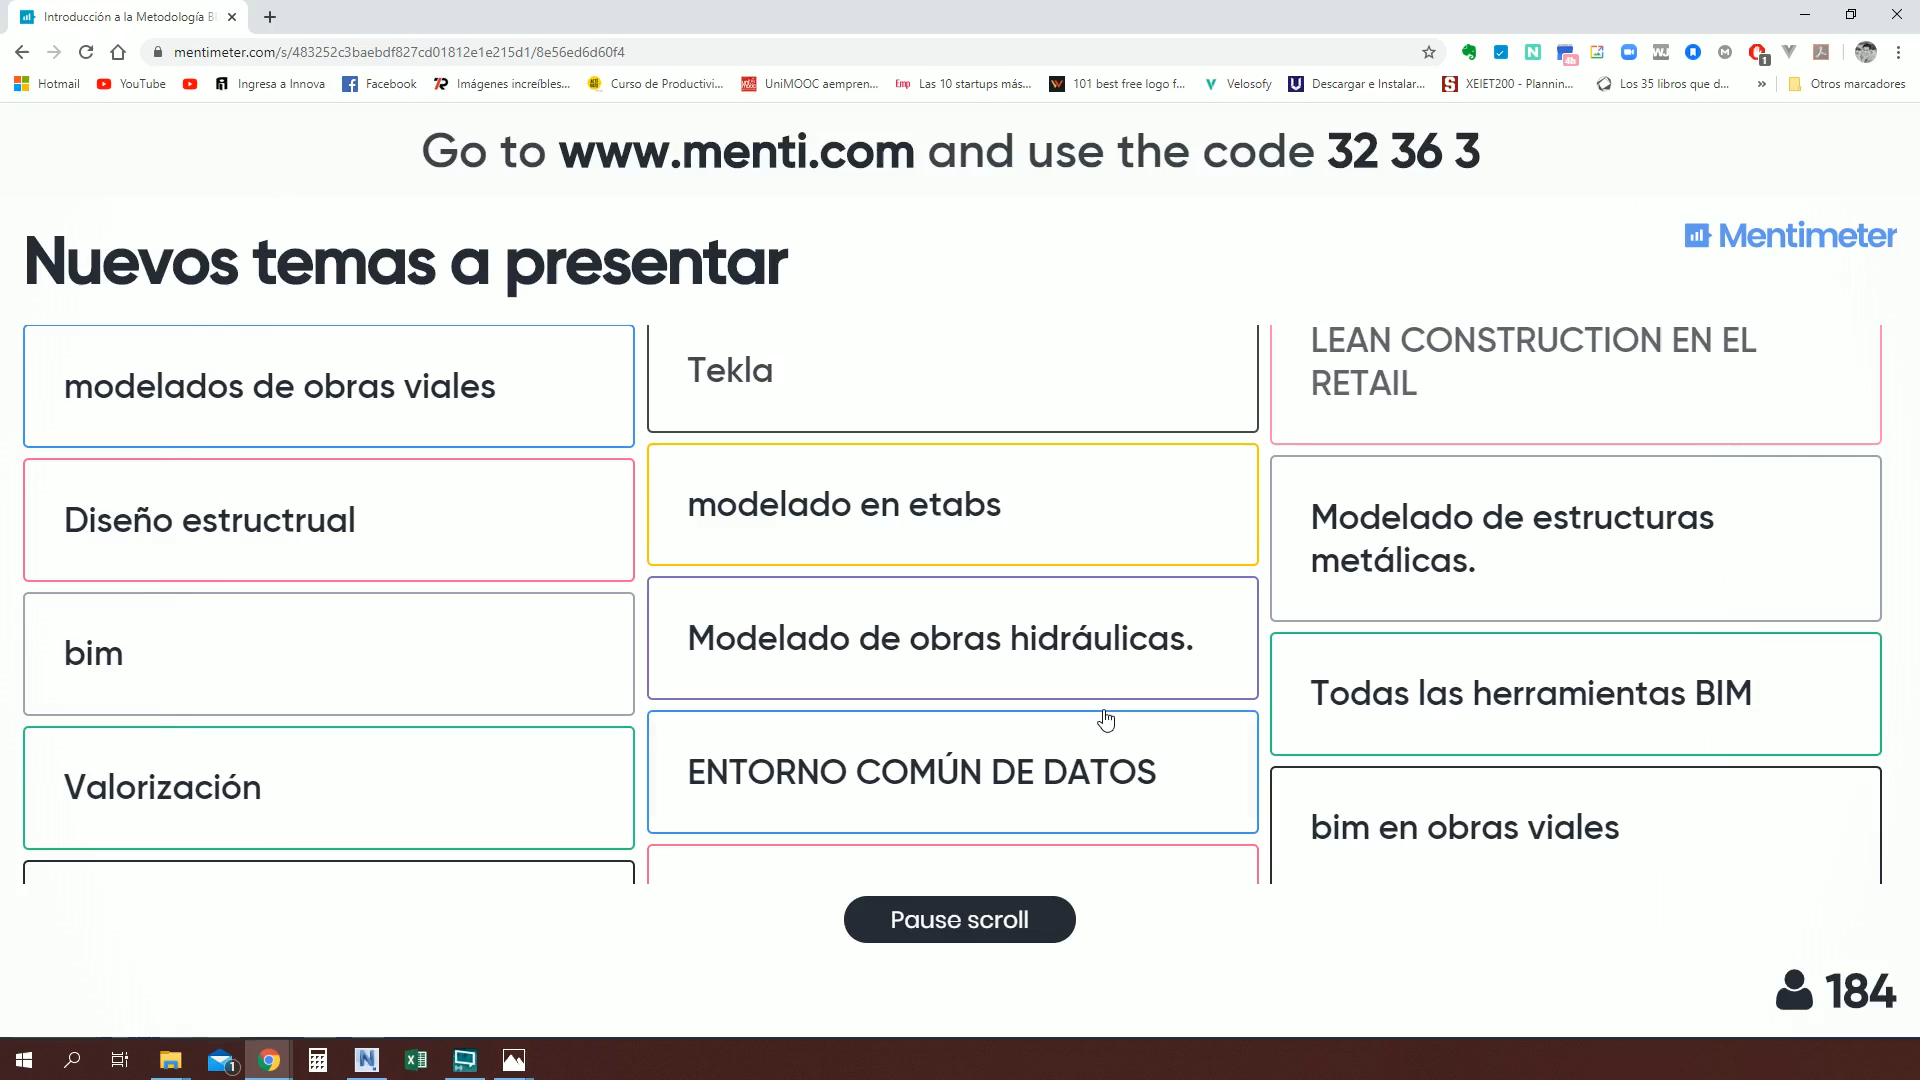 Introducción a la Metodología B
mentimeter.com/s/483252c3baebdf827cd01812e1e215d1/8e56ed6d60f4
Hotmail
YouTube
Ingresa a Innova
Facebook
Imágenes increíbles...
Curso de Productivi...
UniMOOC aempren...
Emp
Las 10 startups más...
101 best free logo f...
Velosofy
Descargar e Instalar...
XEIET200 - Plannin...
Los 35 libros que d...
Otros marcadores
Go to www.menti.com and use the code 32 36 3
Mentimeter
Nuevos temas a presentar
modelados de obras viales
Diseño estructrual
bim
Valorización
Tekla
modelado en etabs
Modelado de obras hidráulicas.
ENTORNO COMÚN DE DATOS
LEAN CONSTRUCTION EN EL
RETAIL
Modelado de estructuras
metálicas.
Todas las herramientas BIM
bim en obras viales
Pause scroll
184